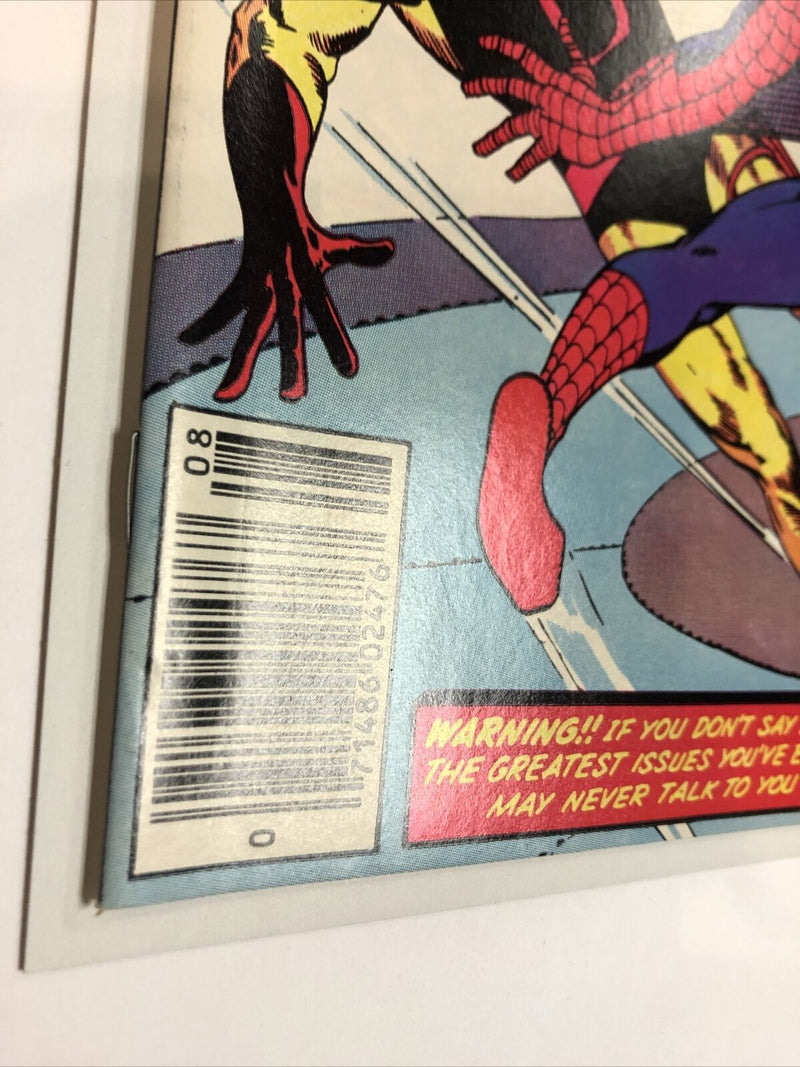 08
71486 02476
0
WARNING!! IF YOU DON'T SAY
THE GREATEST ISSUES YOU'VE
MAY NEVER TALK TO YOU